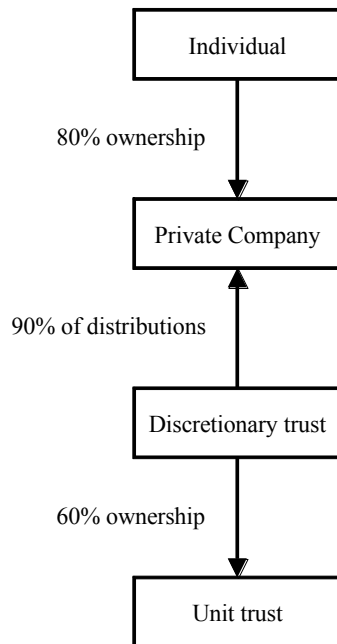 Individual
80% ownership
Private Company
90% of distributions
Discretionary trust
60% ownership
Unit trust